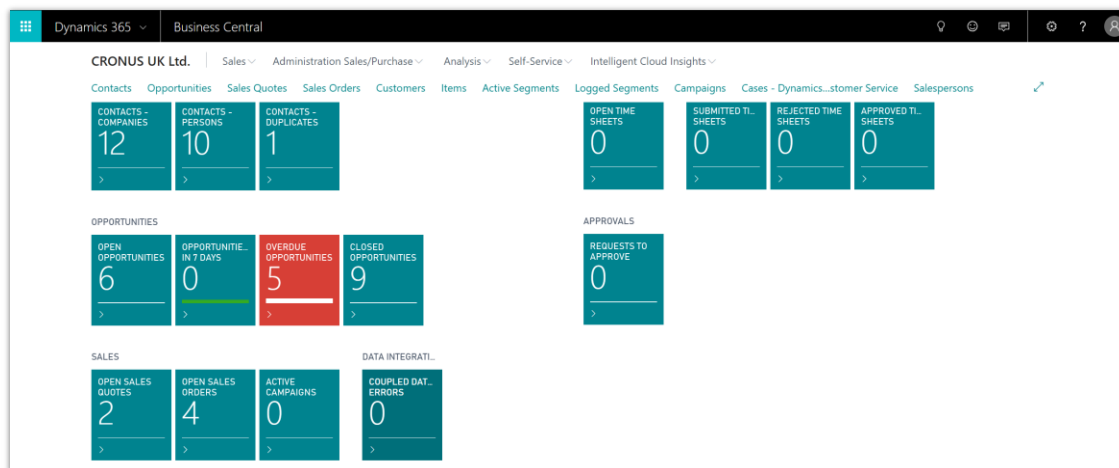 Dynamics 365
Business Central
?
CRONUS UK Ltd.
Sales
Administration Sales/Purchase
Analysis
Self-Service
Intelligent Cloud Insights
Contacts
Opportunities
Sales Quotes
Sales Orders
Customers
Items
Active Segments
Logged Segments
Campaigns
Cases - Dynamics...stomer Service
Salespersons
CONTACTS -
COMPANIES
12
CONTACTS -
PERSONS
10
CONTACTS -
DUPLICATES
1
OPEN TIME
SHEETS
0
SUBMITTED TI...
SHEETS
0
REJECTED TIME
SHEETS
0
APPROVED TI...
SHEETS
0
OPPORTUNITIES
OPEN
OPPORTUNITIES
6
OPPORTUNITIE...
IN 7 DAYS
0
OVERDUE
OPPORTUNITIES
5
CLOSED
OPPORTUNITIES
9
APPROVALS
REQUESTS TO
APPROVE
0
SALES
OPEN SALES
QUOTES
2
OPEN SALES
ORDERS
4
ACTIVE
CAMPAIGNS
0
DATA INTEGRATI...
COUPLED DAT...
ERRORS
0